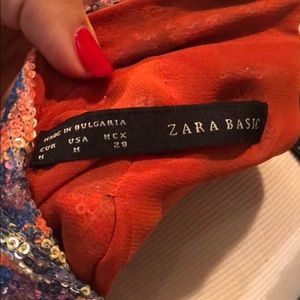 MADE IN BULGARIA
EUR USA MEX
M M 28
ZARA BASIC